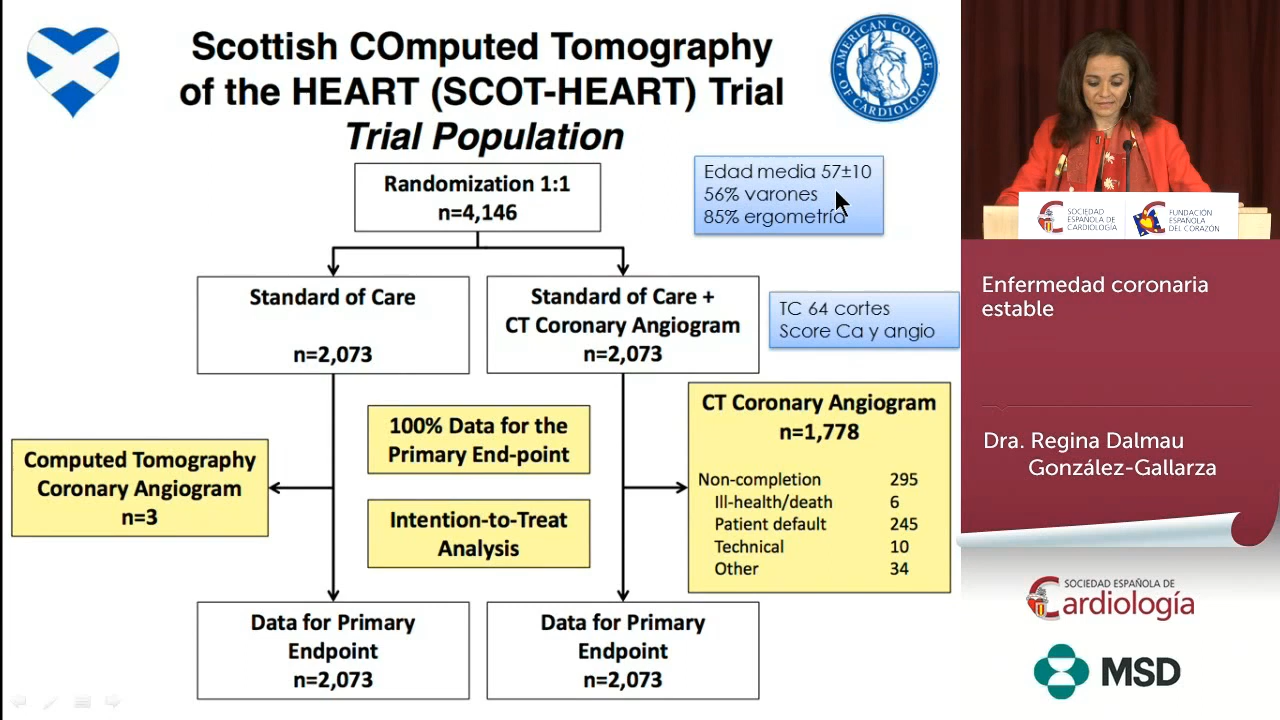 Scottish COmputed Tomography
of the HEART (SCOT-HEART) Trial
Trial Population
AMERICAN COLLEGE
OF CARDIOLOGY
Randomization 1:1
n=4,146
Edad media 57±10
56% varones
85% ergometría
Standard of Care
n=2,073
Standard of Care +
CT Coronary Angiogram
n=2,073
TC 64 cortes
Score Ca y angio
100% Data for the
Primary End-point
Intention-to-Treat
Analysis
Computed Tomography
Coronary Angiogram
n=3
CT Coronary Angiogram
n=1,778
Non-completion 295
Ill-health/death 6
Patient default 245
Technical 10
Other 34
Data for Primary
Endpoint
n=2,073
Data for Primary
Endpoint
n=2,073
SOCIEDAD
ESPAÑOLA DE
CARDIOLOGÍA
FUNDACIÓN
ESPAÑOLA
DEL CORAZÓN
Enfermedad coronaria
estable
Dra. Regina Dalmau
González-Gallarza
SOCIEDAD ESPAÑOLA DE
Cardiología
MSD